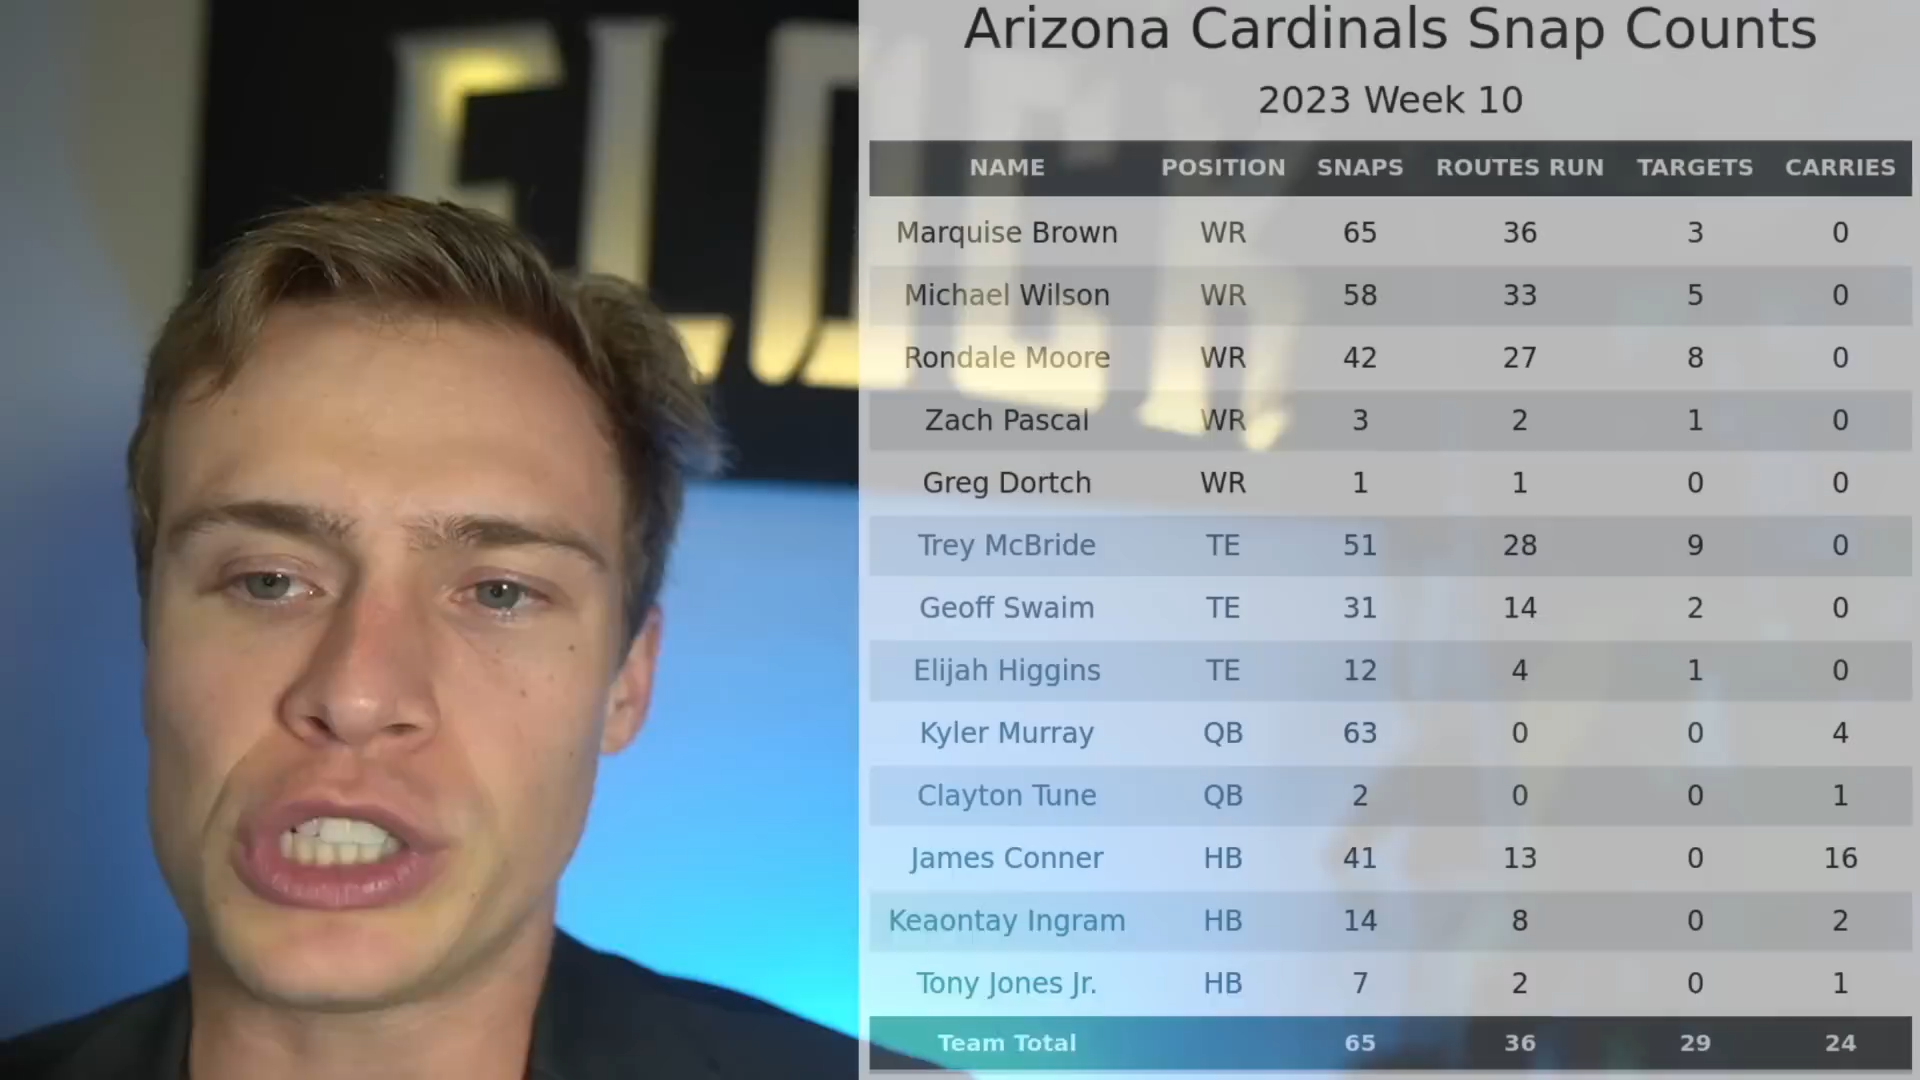 FLOCK
Arizona Cardinals Snap Counts
2023 Week 10
NAME POSITION SNAPS ROUTES RUN TARGETS CARRIES
Marquise Brown WR 65 36 3 0
Michael Wilson WR 58 33 5 0
Rondale Moore WR 42 27 8 0
Zach Pascal WR 3 2 1 0
Greg Dortch WR 1 1 0 0
Trey McBride TE 51 28 9 0
Geoff Swaim TE 31 14 2 0
Elijah Higgins TE 12 4 1 0
Kyler Murray QB 63 0 0 4
Clayton Tune QB 2 0 0 1
James Conner HB 41 13 0 16
Keaontay Ingram HB 14 8 0 2
Tony Jones Jr. HB 7 2 0 1
Team Total 65 36 29 24